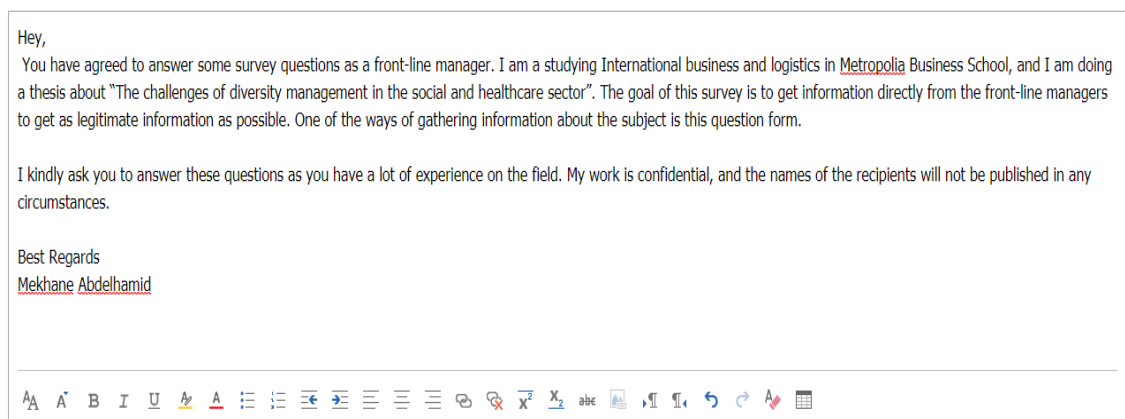 Hey,
You have agreed to answer some survey questions as a front-line manager. I am a studying International business and logistics in Metropolia Business School, and I am doing
a thesis about "The challenges of diversity management in the social and healthcare sector". The goal of this survey is to get information directly from the front-line managers
to get as legitimate information as possible. One of the ways of gathering information about the subject is this question form.
I kindly ask you to answer these questions as you have a lot of experience on the field. My work is confidential, and the names of the recipients will not be published in any
circumstances.
Best Regards
Mekhane Abdelhamid
AA A B I U A A x² X₂ abc